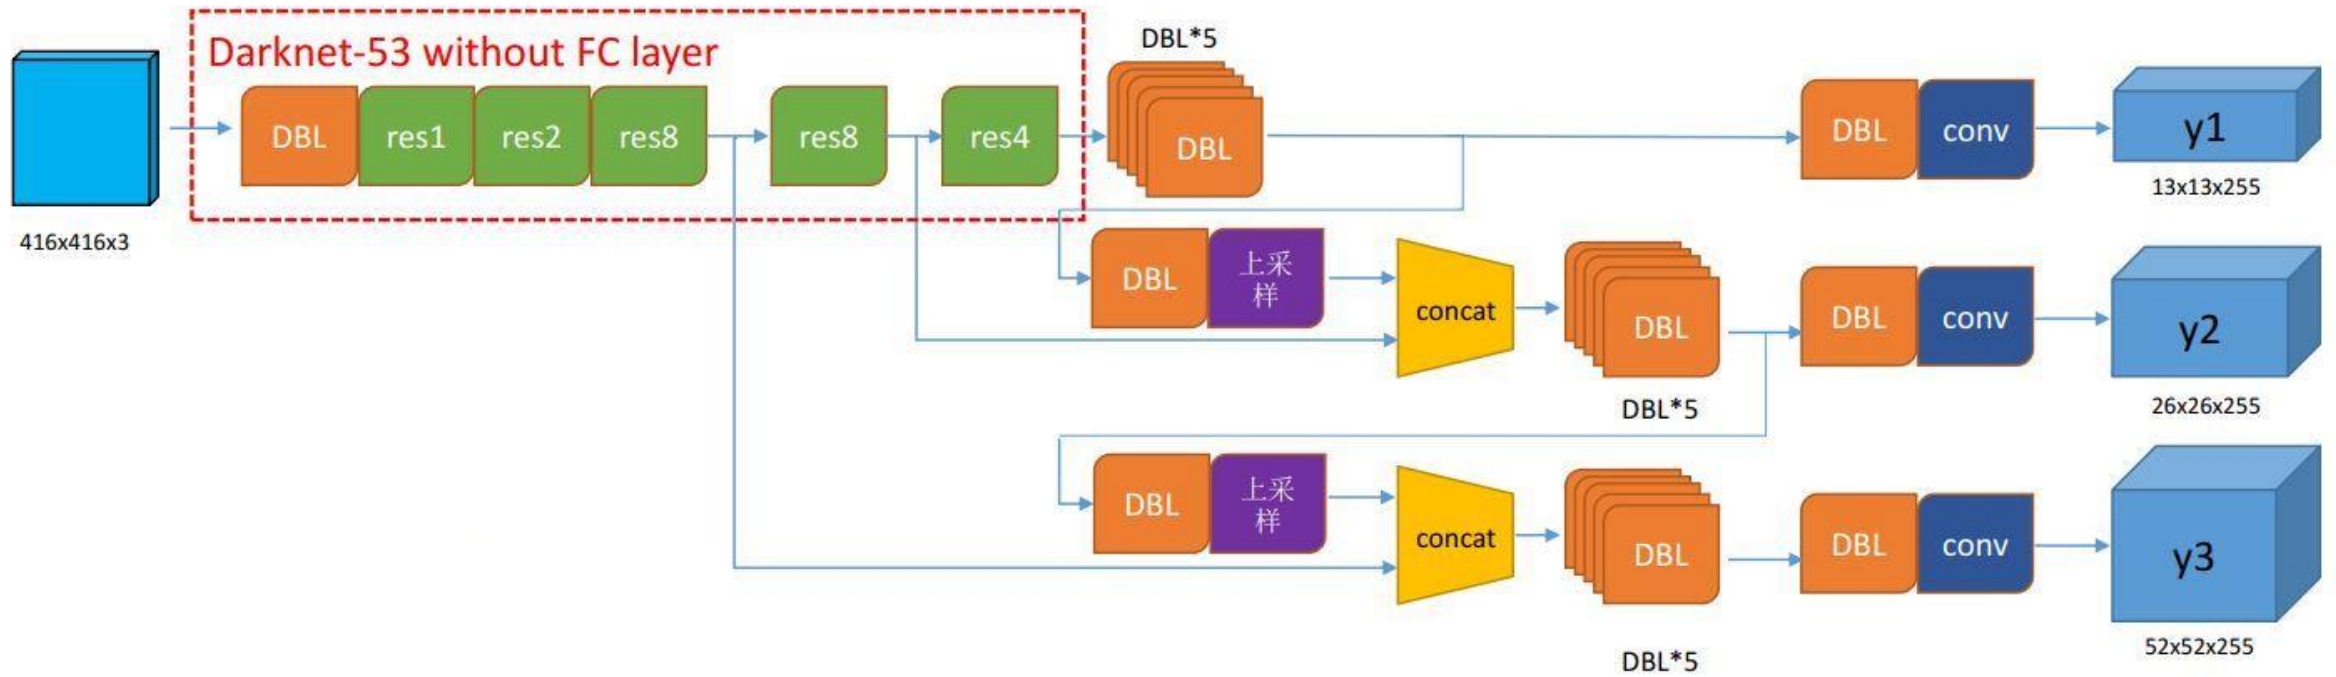 Darknet-53 without FC layer
DBL*5
DBL
res1
res2
res8
res8
res4
DBL
DBL
conv
y1
13x13x255
416x416x3
DBL
上采
样
concat
DBL
DBL
conv
y2
DBL*5
26x26x255
DBL
上采
样
concat
DBL
DBL
conv
y3
DBL*5
52x52x255